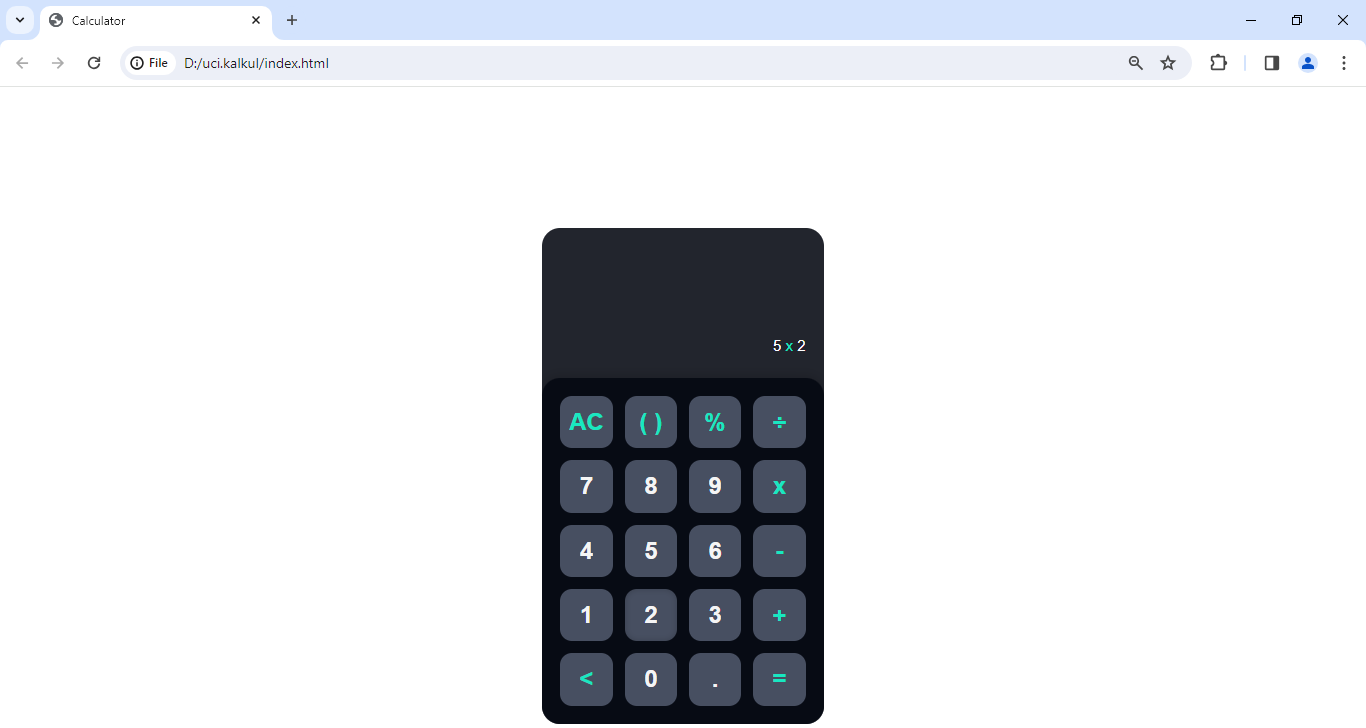 Calculator
File D:/uci.kalkul/index.html
5 x 2
AC ( ) % ÷
7 8 9 x
4 5 6 -
1 2 3 +
< 0 . =